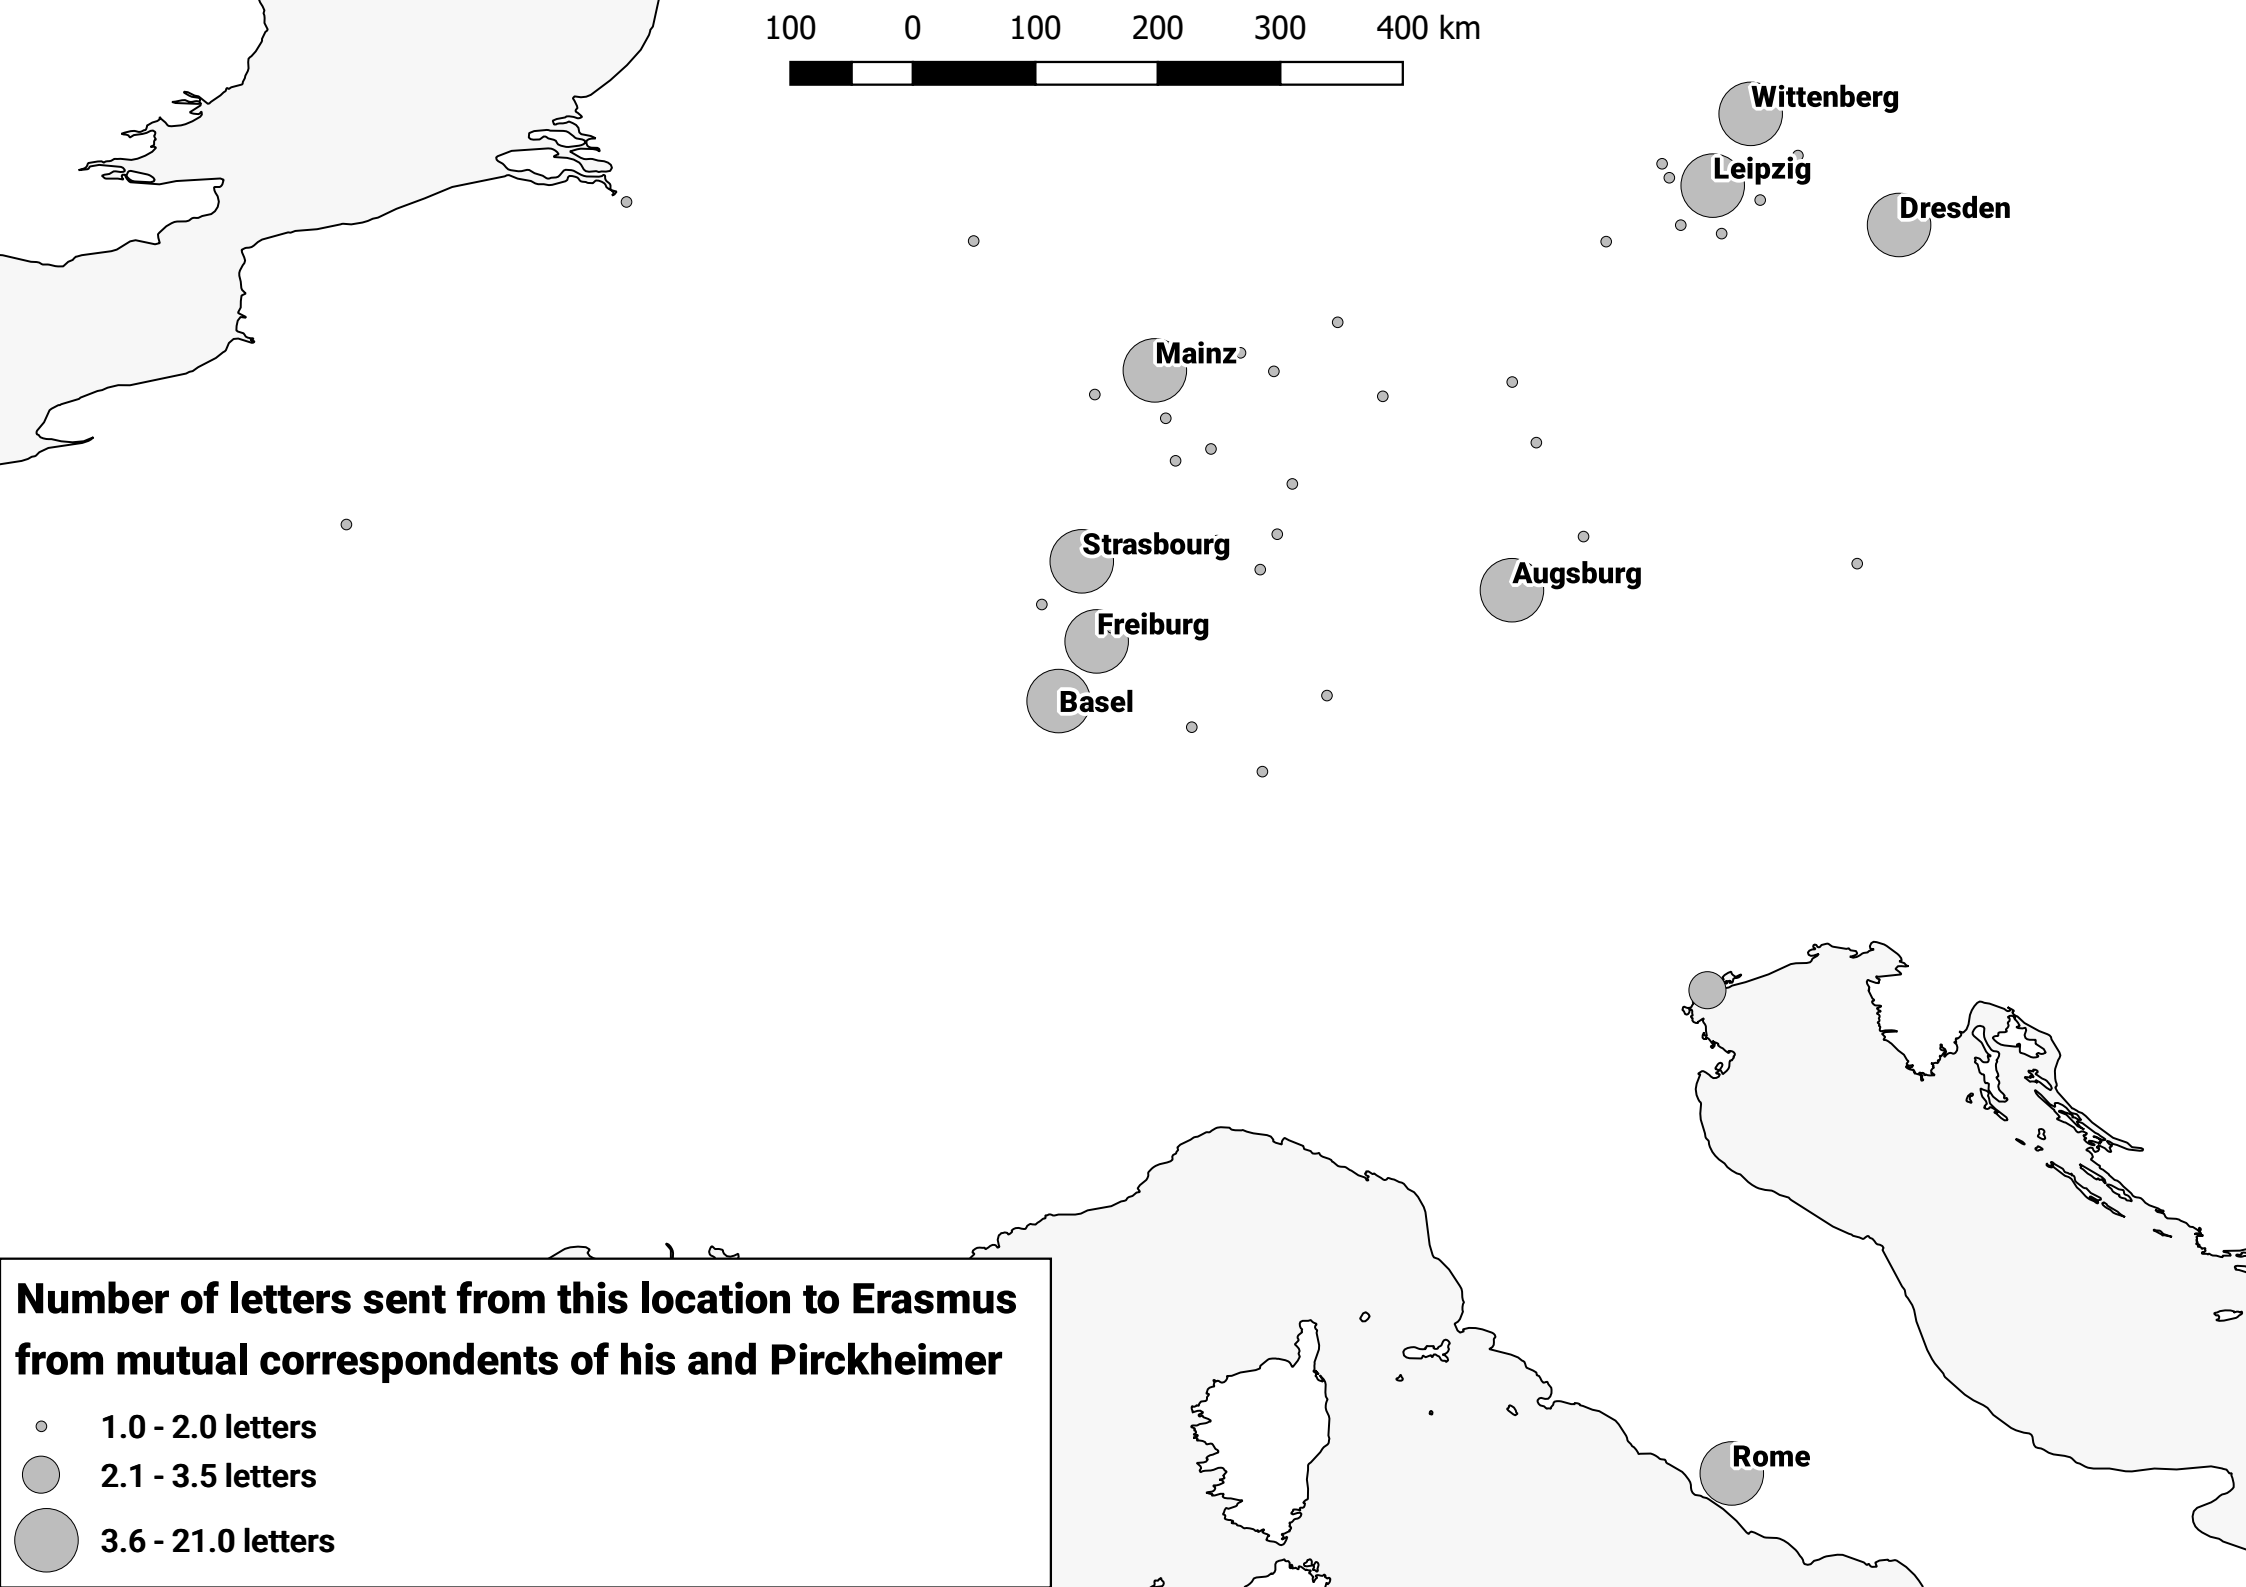 100 0 100 200 300 400 km
Wittenberg
Leipzig
Dresden
Mainz
Strasbourg
Augsburg
Freiburg
Basel
Rome
Number of letters sent from this location to Erasmus
from mutual correspondents of his and Pirckheimer
1.0 - 2.0 letters
2.1 - 3.5 letters
3.6 - 21.0 letters